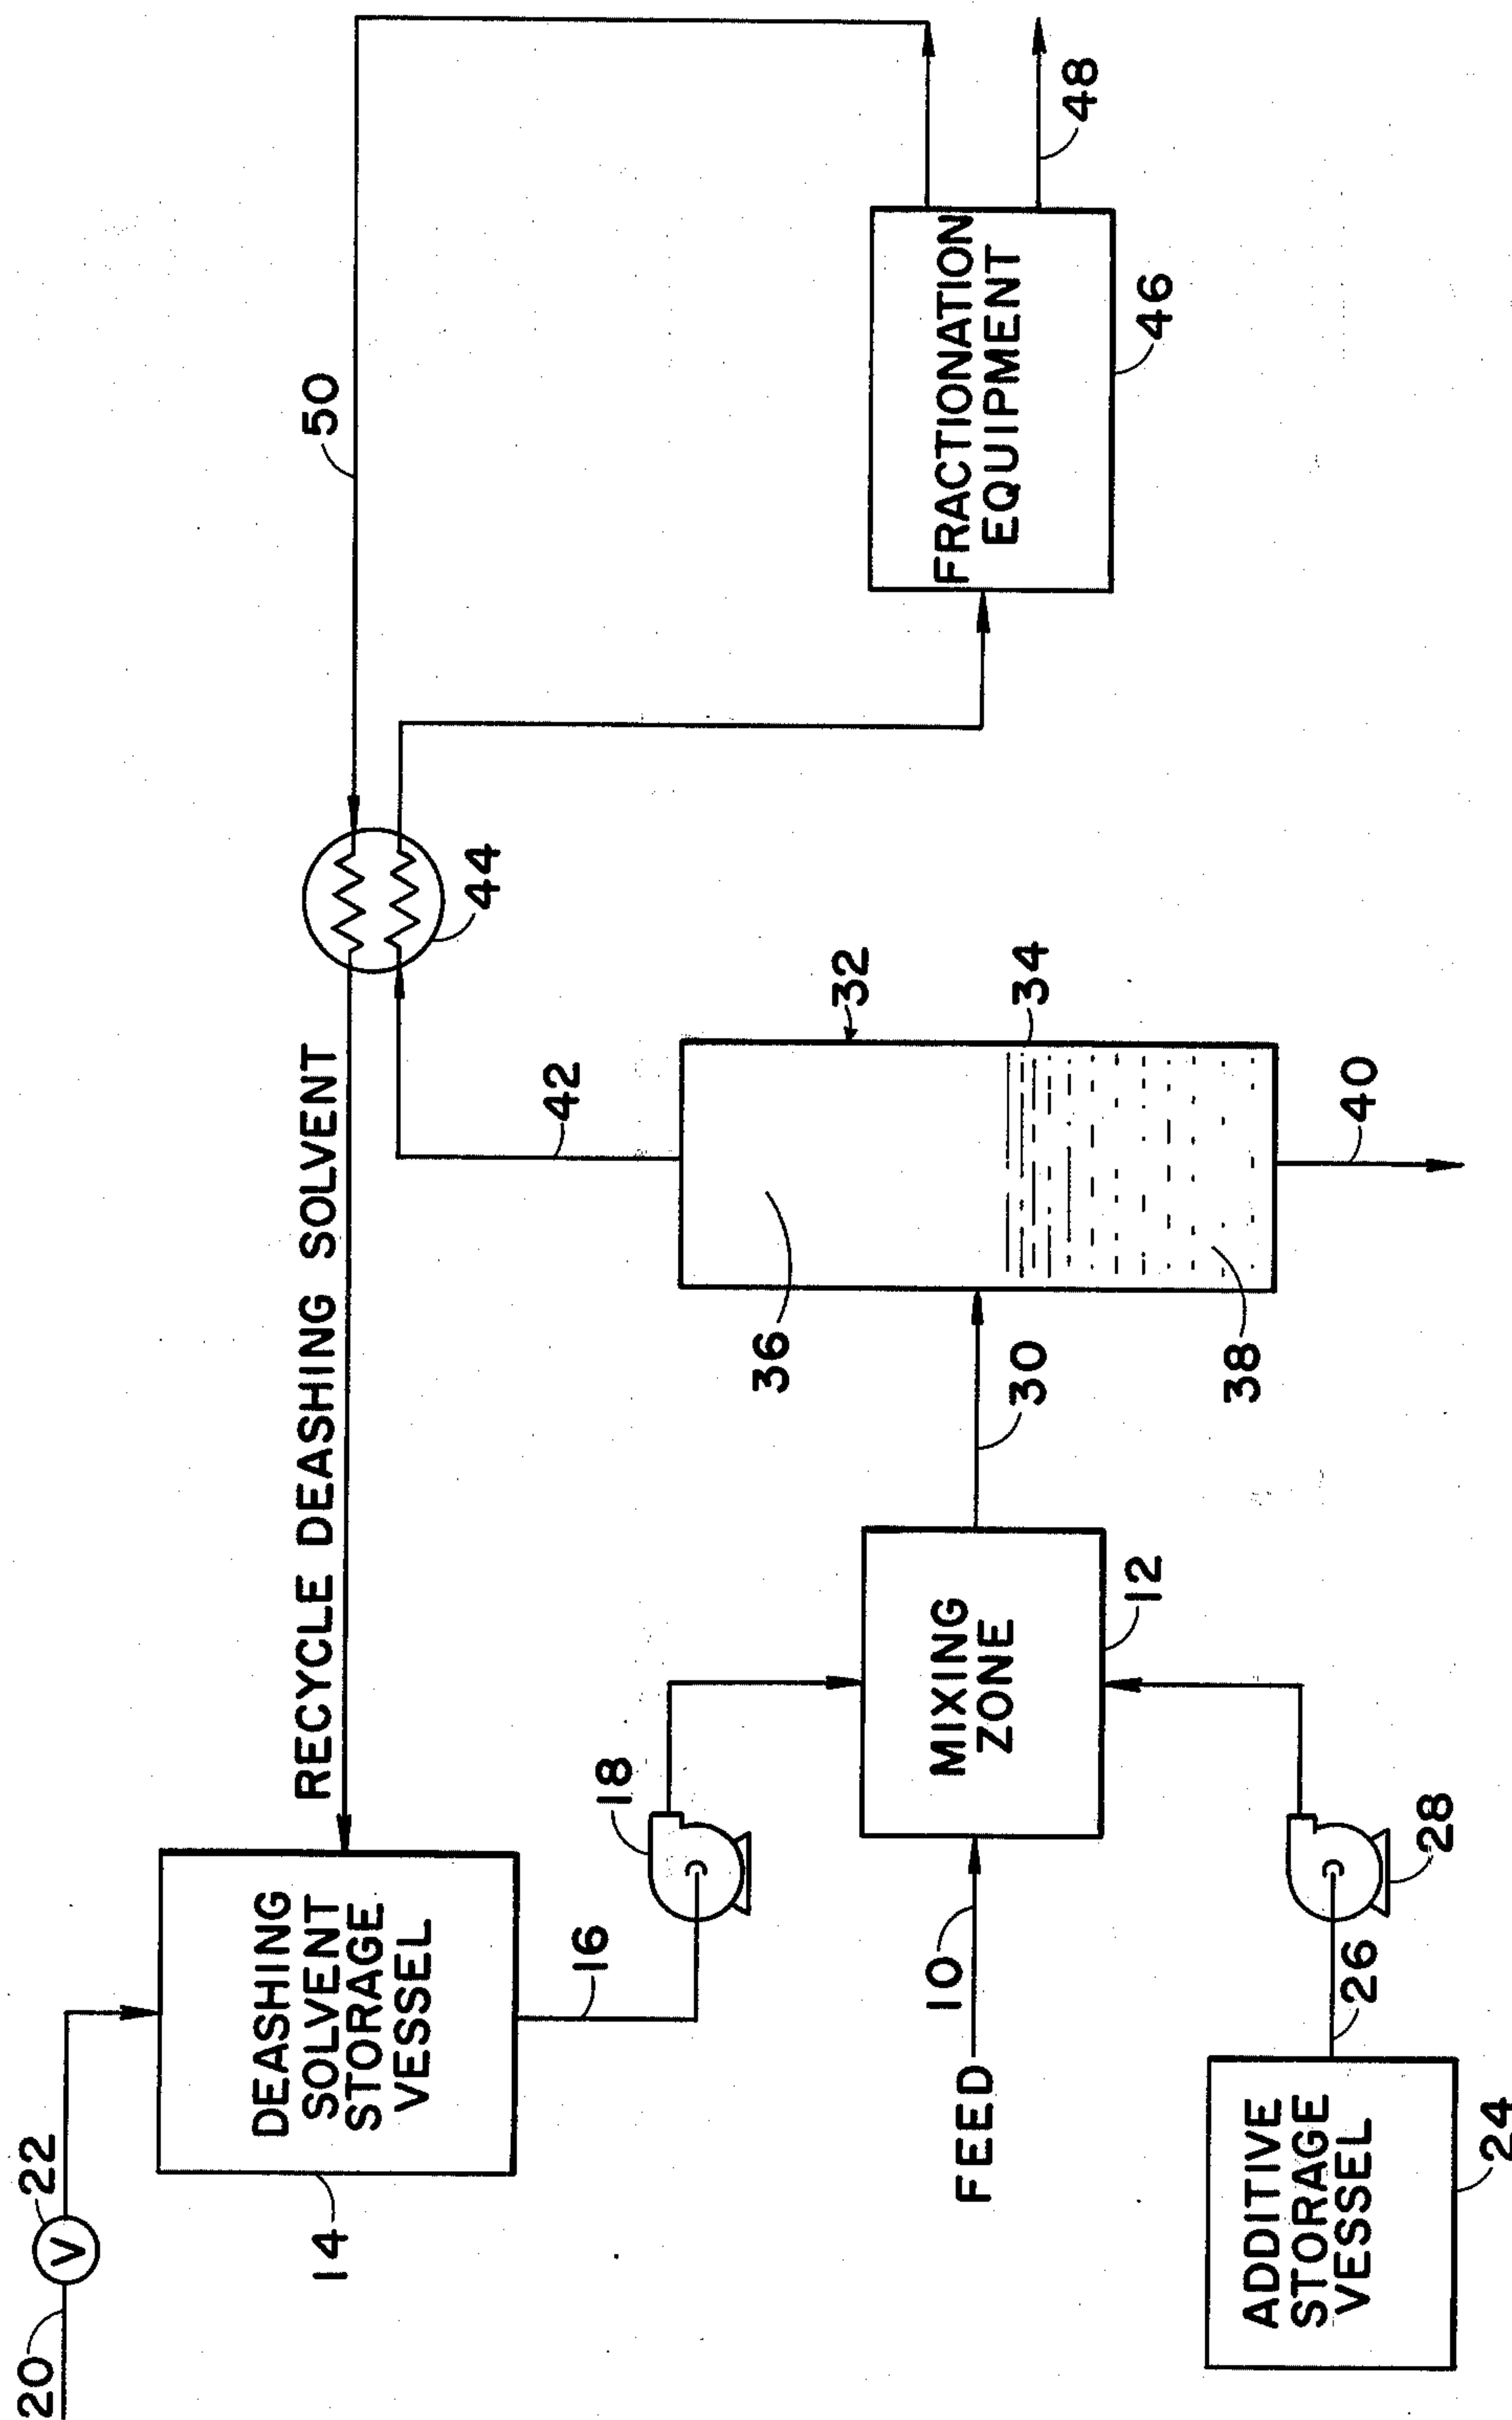 20
22
V
14
DEASHING
SOLVENT
STORAGE
VESSEL
RECYCLE DEASHING SOLVENT
50
16
18
44
42
FEED
10
MIXING
ZONE
12
30
36
32
34
38
40
FRACTIONATION
EQUIPMENT
46
48
ADDITIVE
STORAGE
VESSEL
24
26
28